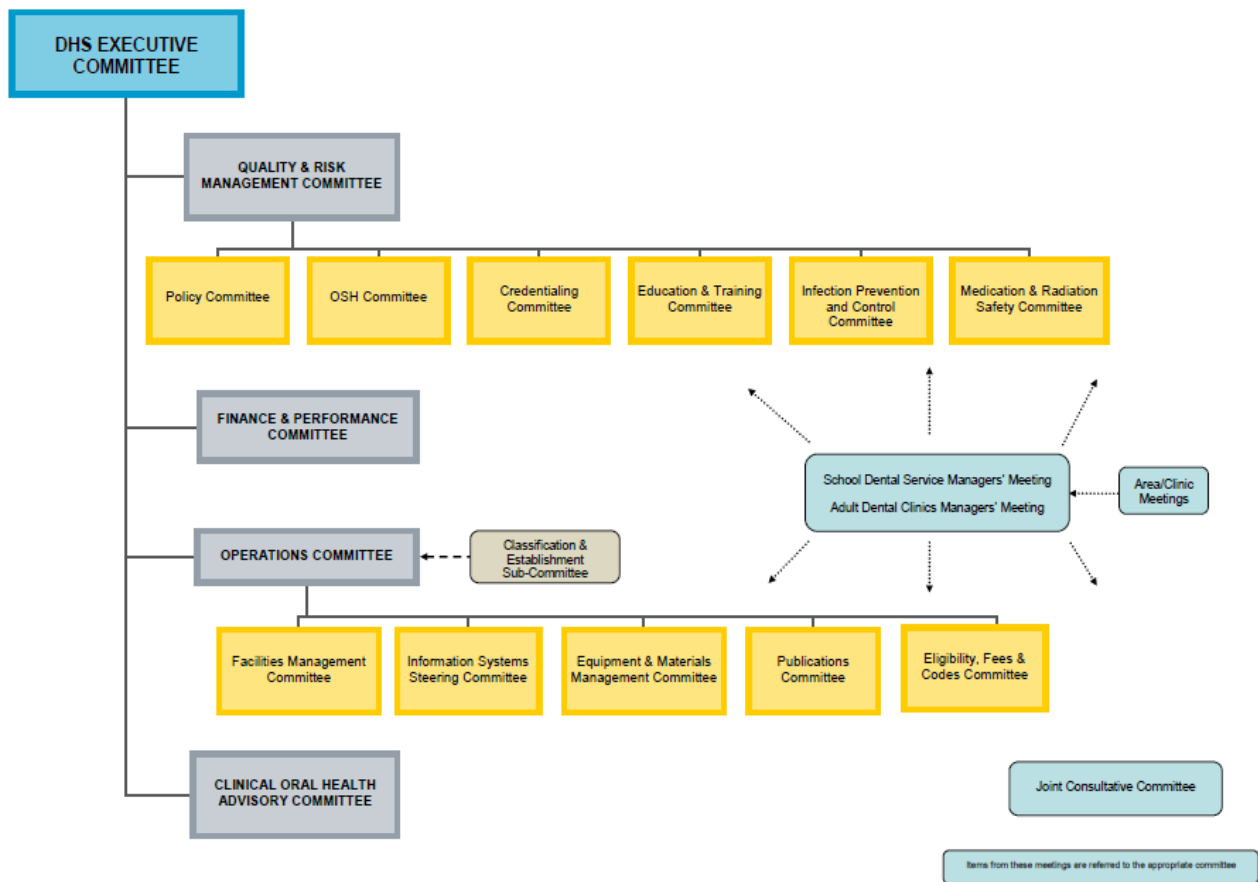 DHS EXECUTIVE
COMMITTEE
QUALITY & RISK
MANAGEMENT COMMITTEE
Policy Committee
OSH Committee
Credentialing
Committee
Education & Training
Committee
Infection Prevention
and Control
Committee
Medication & Radiation
Safety Committee
FINANCE & PERFORMANCE
COMMITTEE
School Dental Service Managers' Meeting
Adult Dental Clinics Managers' Meeting
Area/Clinic
Meetings
OPERATIONS COMMITTEE
Classification &
Establishment
Sub-Committee
Facilities Management
Committee
Information Systems
Steering Committee
Equipment & Materials
Management Committee
Publications
Committee
Eligibility, Fees &
Codes Committee
CLINICAL ORAL HEALTH
ADVISORY COMMITTEE
Joint Consultative Committee
Items from these meetings are referred to the appropriate committee